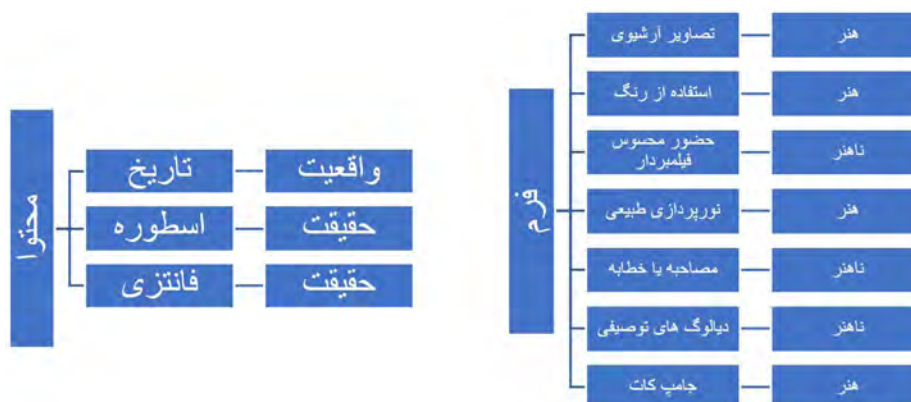 محتوا
تاریخ
واقعیت
اسطوره
حقیقت
فانتزی
حقیقت
فرم
تصاویر آرشیوی
هنر
استفاده از رنگ
هنر
حضور محسوس
فیلمبردار
ناهنر
نورپردازی طبیعی
هنر
مصاحبه یا خطابه
ناهنر
دیالوگ های توصیفی
ناهنر
جامپ کات
هنر